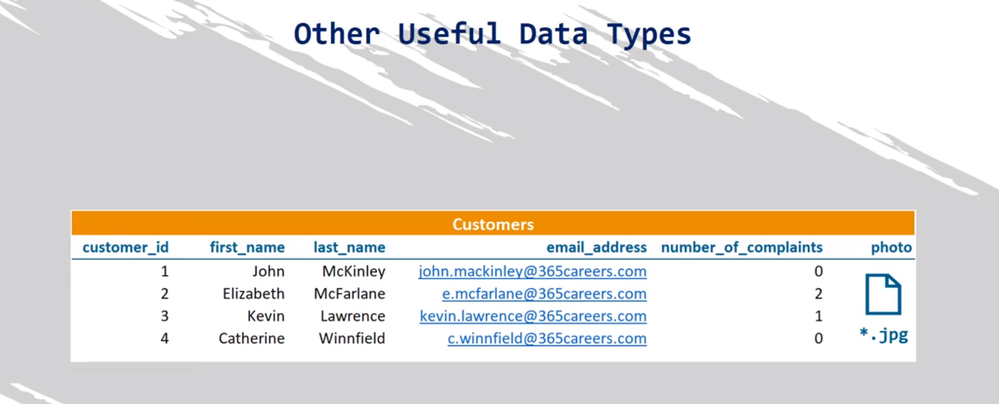 Other Useful Data Types
Customers
customer_id first_name last_name email_address number_of_complaints photo
1 John McKinley john.mackinley@365careers.com 0
2 Elizabeth McFarlane e.mcfarlane@365careers.com 2
3 Kevin Lawrence kevin.lawrence@365careers.com 1
4 Catherine Winnfield c.winnfield@365careers.com 0
*.jpg